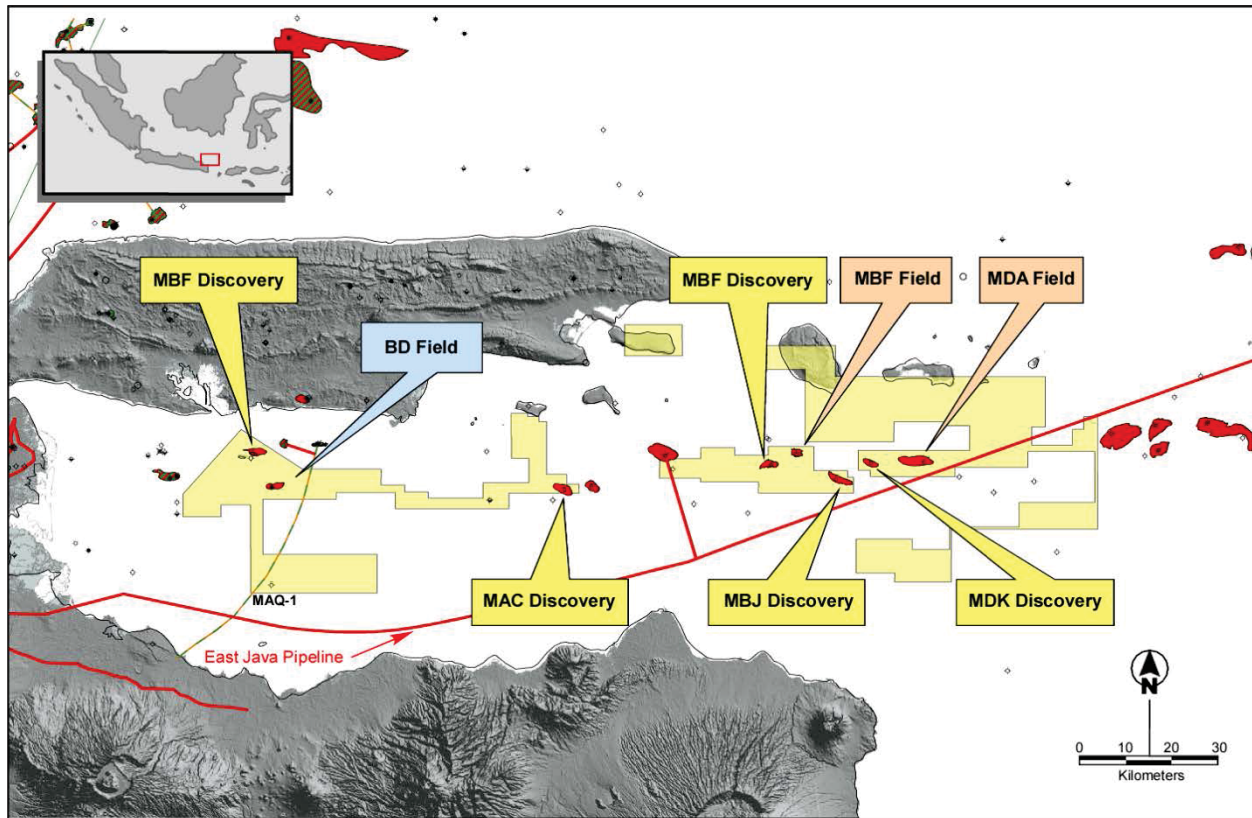 MBF Discovery
BD Field
MBF Discovery
MBF Field
MDA Field
MAC Discovery
MBJ Discovery
MDK Discovery
MAQ-1
East Java Pipeline
N
0 10 20 30
Kilometers